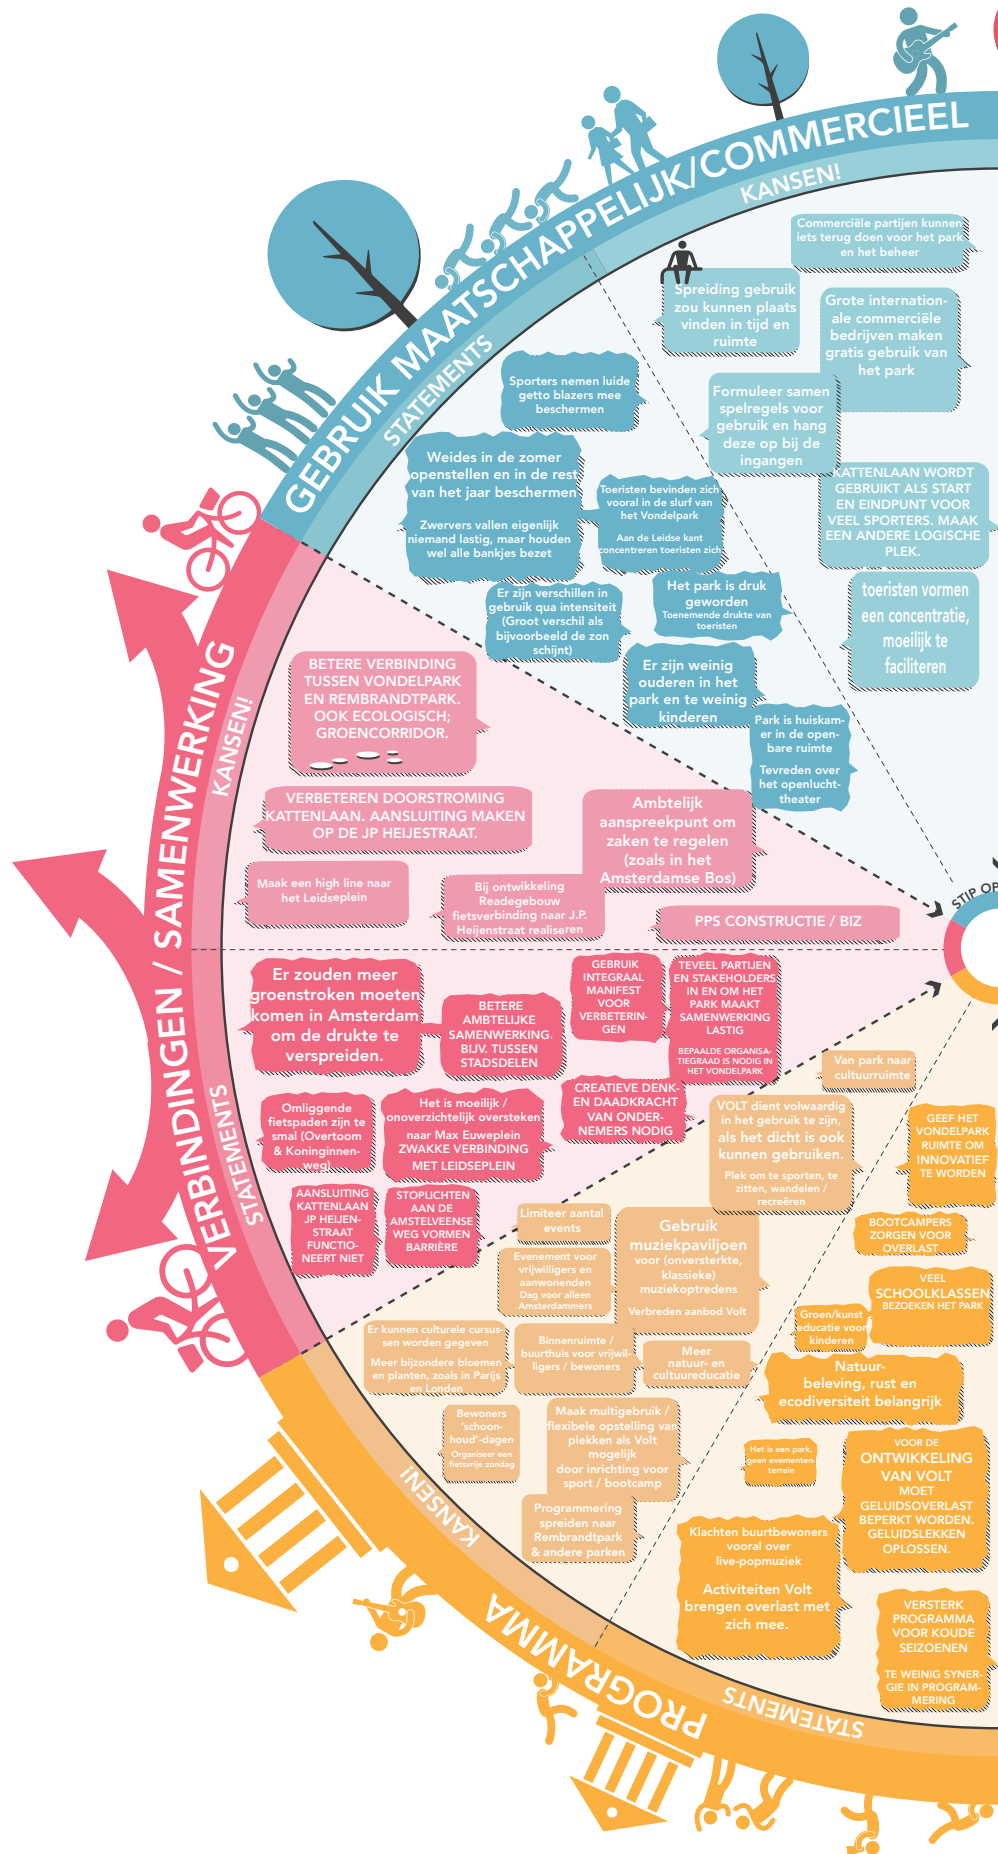 GEBRUIK MAATSCHAPPELIJK/COMMERCIEEL
KANSEN!
Commerciële partijen kunnen
iets terug doen voor het park
en het beheer
Spreiding gebruik
zou kunnen plaats
vinden in tijd en
ruimte
Grote internation-
ale commerciële
bedrijven maken
gratis gebruik van
het park
Formuleer samen
spelregels voor
gebruik en hang
deze op bij de
ingangen
KATTENLAAN WORDT
GEBRUIKT ALS START
EN EINDPUNT VOOR
VEEL SPORTERS. MAAK
EEN ANDERE LOGISCHE
PLEK.
toeristen vormen
een concentratie,
moeilijk te
faciliteren
STATEMENTS
Sporters nemen luide
getto blazers mee
beschermen
Weides in de zomer
openstellen en in de rest
van het jaar beschermen
Zwervers vallen eigenlijk
niemand lastig, maar houden
wel alle bankjes bezet
Toeristen bevinden zich
vooral in de slurf van
het Vondelpark
Aan de Leidse kant
concentreren toeristen zich
Er zijn verschillen in
gebruik qua intensiteit
(Groot verschil als
bijvoorbeeld de zon
schijnt)
Het park is druk
geworden
Toenemende drukte van
toeristen
Er zijn weinig
ouderen in het
park en te weinig
kinderen
Park is huiskam-
er in de open-
bare ruimte
Tevreden over
het openlucht-
theater
STIP OP
VERBINDINGEN / SAMENWERKING
KANSEN!
BETERE VERBINDING
TUSSEN VONDELPARK
EN REMBRANDTPARK.
OOK ECOLOGISCH;
GROENCORRIDOR.
VERBETEREN DOORSTROMING
KATTENLAAN. AANSLUITING MAKEN
OP DE JP HEIJESTRAAT.
Ambtelijk
aanspreekpunt om
zaken te regelen
(zoals in het
Amsterdamse Bos)
Maak een high line naar
het Leidseplein
Bij ontwikkeling
Readegebouw
fietsverbinding naar J.P.
Heijenstraat realiseren
PPS CONSTRUCTIE / BIZ
STATEMENTS
Er zouden meer
groenstroken moeten
komen in Amsterdam
om de drukte te
verspreiden.
BETERE
AMBTELIJKE
SAMENWERKING.
BIJV. TUSSEN
STADSDELEN
GEBRUIK
INTEGRAAL
MANIFEST
VOOR
VERBETERIN-
GEN
TEVEEL PARTIJEN
EN STAKEHOLDERS
IN EN OM HET
PARK MAAKT
SAMENWERKING
LASTIG
BEPAALDE ORGANISA-
TIEGRAAD IS NODIG IN
HET VONDELPARK
Omliggende
fietspaden zijn te
smal (Overtoom
& Koninginnen-
weg)
Het is moeilijk /
onoverzichtelijk oversteken
naar Max Euweplein
ZWAKKE VERBINDING
MET LEIDSEPLEIN
CREATIEVE DENK-
EN DAADKRACHT
VAN ONDER-
NEMERS NODIG
AANSLUITING
KATTENLAAN
JP HEIJEN-
STRAAT
FUNCTIO-
NEERT NIET
STOPLICHTEN
AAN DE
AMSTELVEENSE
WEG VORMEN
BARRIÈRE
PROGRAMMA
KANSEN!
Van park naar
cultuurruimte
VOLT dient volwaardig
in het gebruik te zijn,
als het dicht is ook
kunnen gebruiken.
Plek om te sporten, te
zitten, wandelen /
recreëren
Limiteer aantal
events
Gebruik
muziekpaviljoen
voor (onversterkte,
klassieke)
muziekoptredens
Verbreden aanbod Volt
Evenement voor
vrijwilligers en
aanwonenden
Dag voor alleen
Amsterdammers
Er kunnen culturele cursus-
sen worden gegeven
Meer bijzondere bloemen
en planten, zoals in Parijs
en Londen
Binnenruimte /
buurthuis voor vrijwil-
ligers / bewoners
Meer
natuur- en
cultuureducatie
Bewoners
'schoon-
houd'-dagen
Organiseer een
fietsvrije zondag
Maak multigebruik /
flexibele opstelling van
plekken als Volt
mogelijk
door inrichting voor
sport / bootcamp
Programmering
spreiden naar
Rembrandtpark
& andere parken
STATEMENTS
GEEF HET
VONDELPARK
RUIMTE OM
INNOVATIEF
TE WORDEN
BOOTCAMPERS
ZORGEN VOOR
OVERLAST
VEEL
SCHOOLKLASSEN
BEZOEKEN HET PARK
Groen/kunst
educatie voor
kinderen
Natuur-
beleving, rust en
ecodiversiteit belangrijk
Het is een park,
geen evementen-
terrein
VOOR DE
ONTWIKKELING
VAN VOLT
MOET
GELUIDSOVERLAST
BEPERKT WORDEN.
GELUIDSLEKKEN
OPLOSSEN.
Klachten buurtbewoners
vooral over
live-popmuziek
Activiteiten Volt
brengen overlast met
zich mee.
VERSTERK
PROGRAMMA
VOOR KOUDE
SEIZOENEN
TE WEINIG SYNER-
GIE IN PROGRAM-
MERING